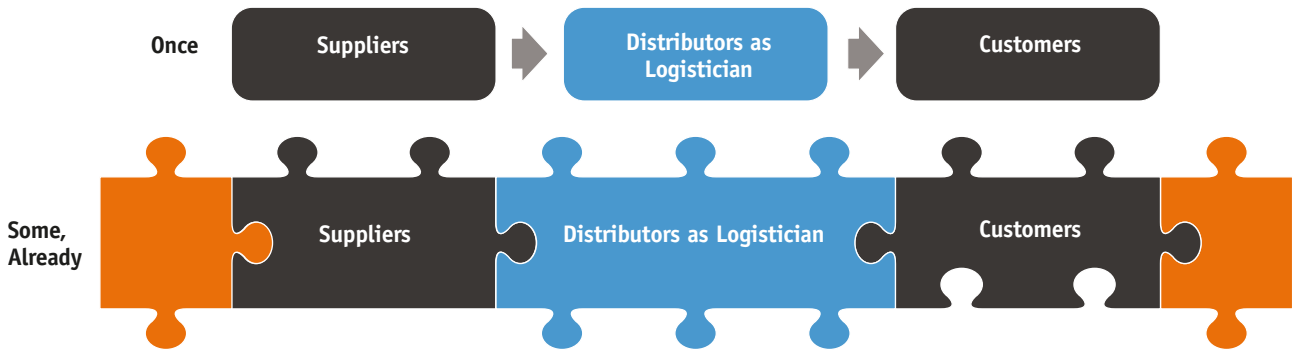 Once
Suppliers
Distributors as
Logistician
Customers
Some,
Already
Suppliers
Distributors as Logistician
Customers